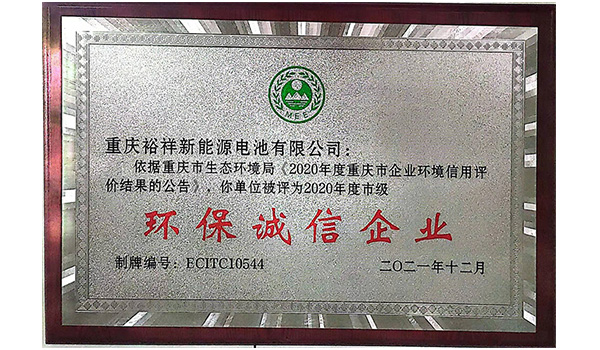 MEE
重庆裕祥新能源电池有限公司：
依据重庆市生态环境局《2020年度重庆市企业环境信用评
价结果的公告》，你单位被评为2020年度市级
环保诚信企业
制牌编号：ECITC10544
二〇二一年十二月